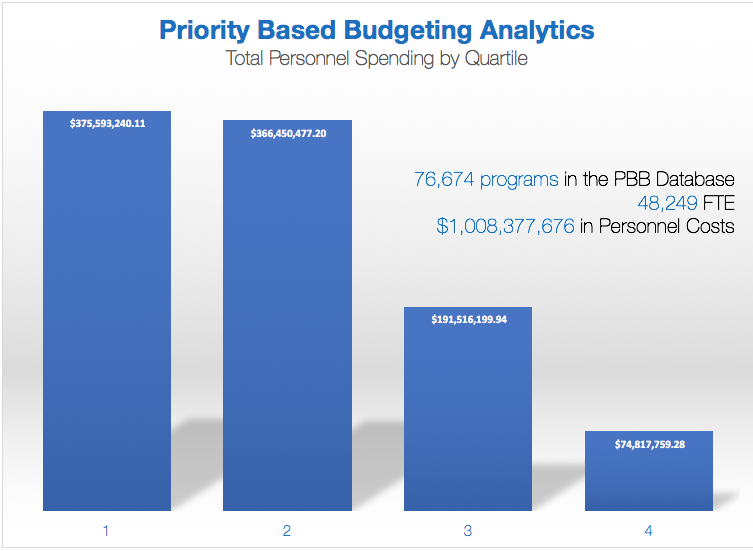 Priority Based Budgeting Analytics
Total Personnel Spending by Quartile
$375,593,240.11
$366,450,477.20
76,674 programs in the PBB Database
48,249 FTE
$1,008,377,676 in Personnel Costs
$191,516,199.94
$74,817,759.28
1
2
3
4